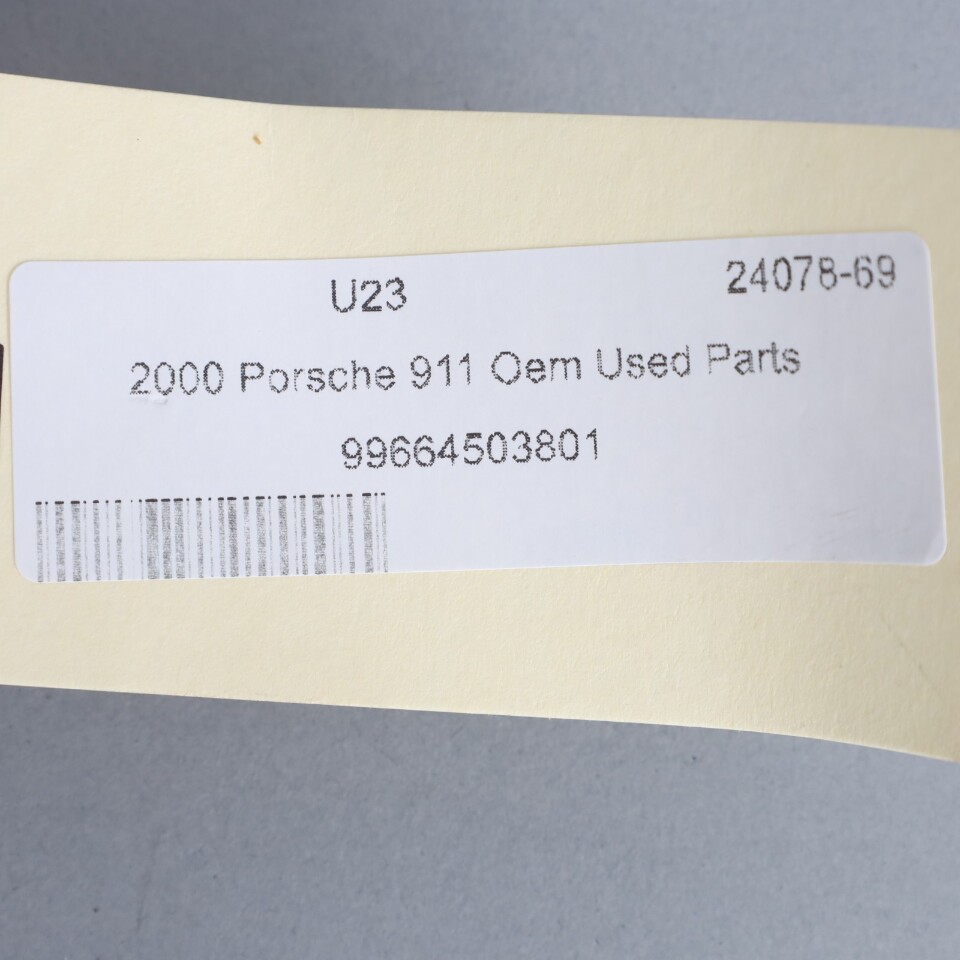 U23 24078-69
2000 Porsche 911 Oem Used Parts
99664503801